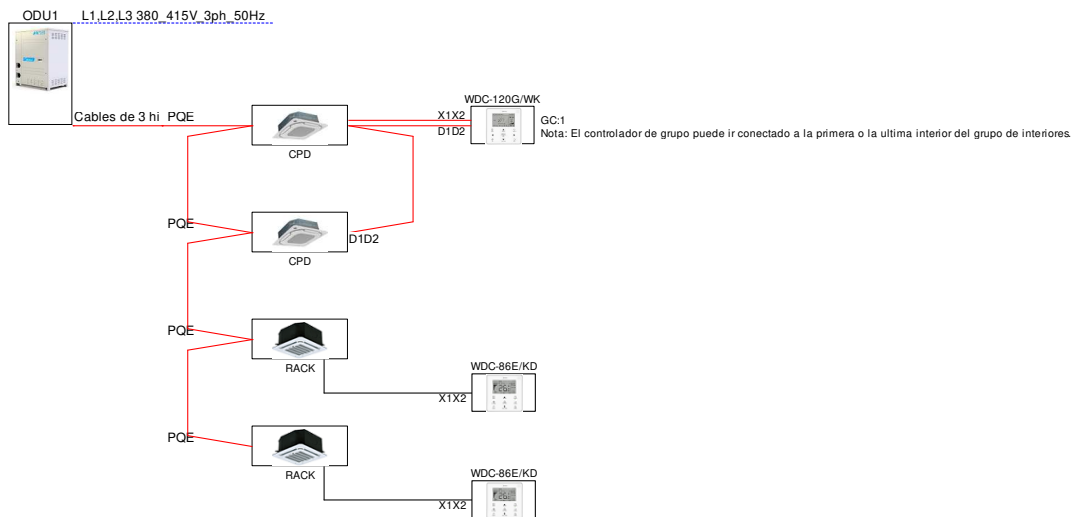 ODU1
L1,L2,L3 380_415V_3ph_50Hz
Cables de 3 hi PQE
CPD
X1X2
D1D2
WDC-120G/WK
GC:1
Nota: El controlador de grupo puede ir conectado a la primera o la ultima interior del grupo de interiores.
PQE
D1D2
CPD
PQE
RACK
WDC-86E/KD
X1X2
PQE
RACK
WDC-86E/KD
X1X2